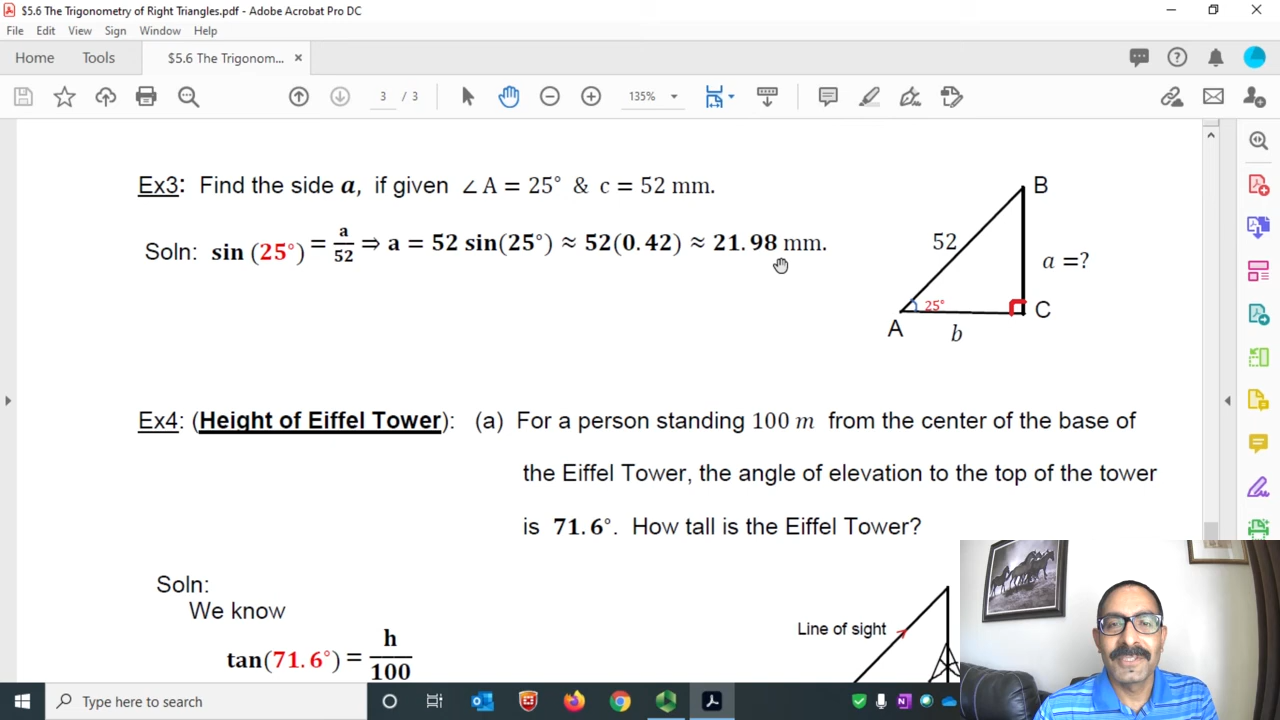 $5.6 The Trigonometry of Right Triangles.pdf - Adobe Acrobat Pro DC
File Edit View Sign Window Help
Home Tools $5.6 The Trigonom... ×
3 / 3 135%
Ex3: Find the side a, if given ∠A = 25° & c = 52 mm.
Soln: sin (25°) = a/52 ⇒ a = 52 sin(25°) ≈ 52(0.42) ≈ 21.98 mm.
B
52
a =?
25°
C
A
b
Ex4: (Height of Eiffel Tower): (a) For a person standing 100 m from the center of the base of
the Eiffel Tower, the angle of elevation to the top of the tower
is 71.6°. How tall is the Eiffel Tower?
Soln:
We know
tan(71.6°) = h/100
Line of sight
Type here to search